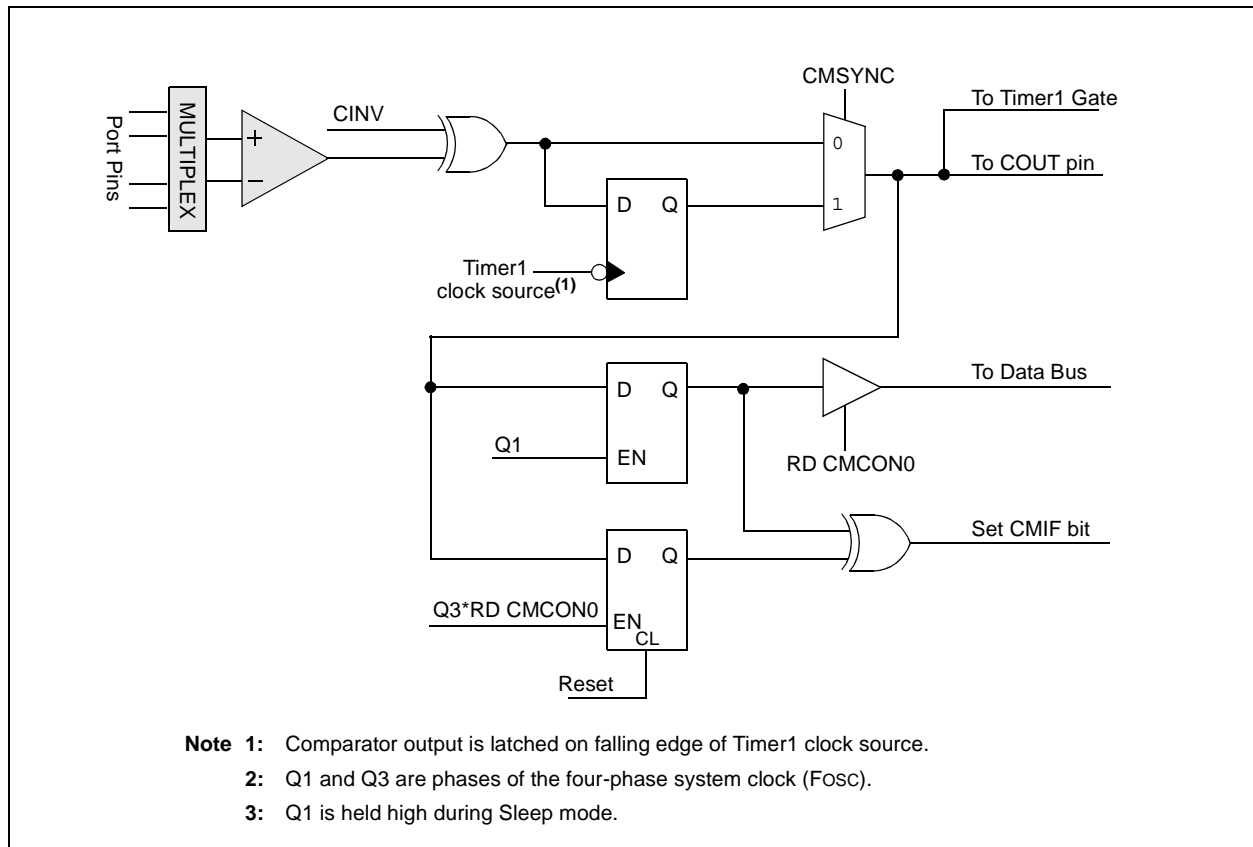 CMSYNC
To Timer1 Gate
MULTIPLEX
Port Pins
CINV
+
−
0
To COUT pin
D Q
1
Timer1
clock source(1)
D Q
To Data Bus
Q1
EN
RD CMCON0
D Q
Set CMIF bit
Q3*RD CMCON0
EN
CL
Reset
Note 1: Comparator output is latched on falling edge of Timer1 clock source.
2: Q1 and Q3 are phases of the four-phase system clock (FOSC).
3: Q1 is held high during Sleep mode.